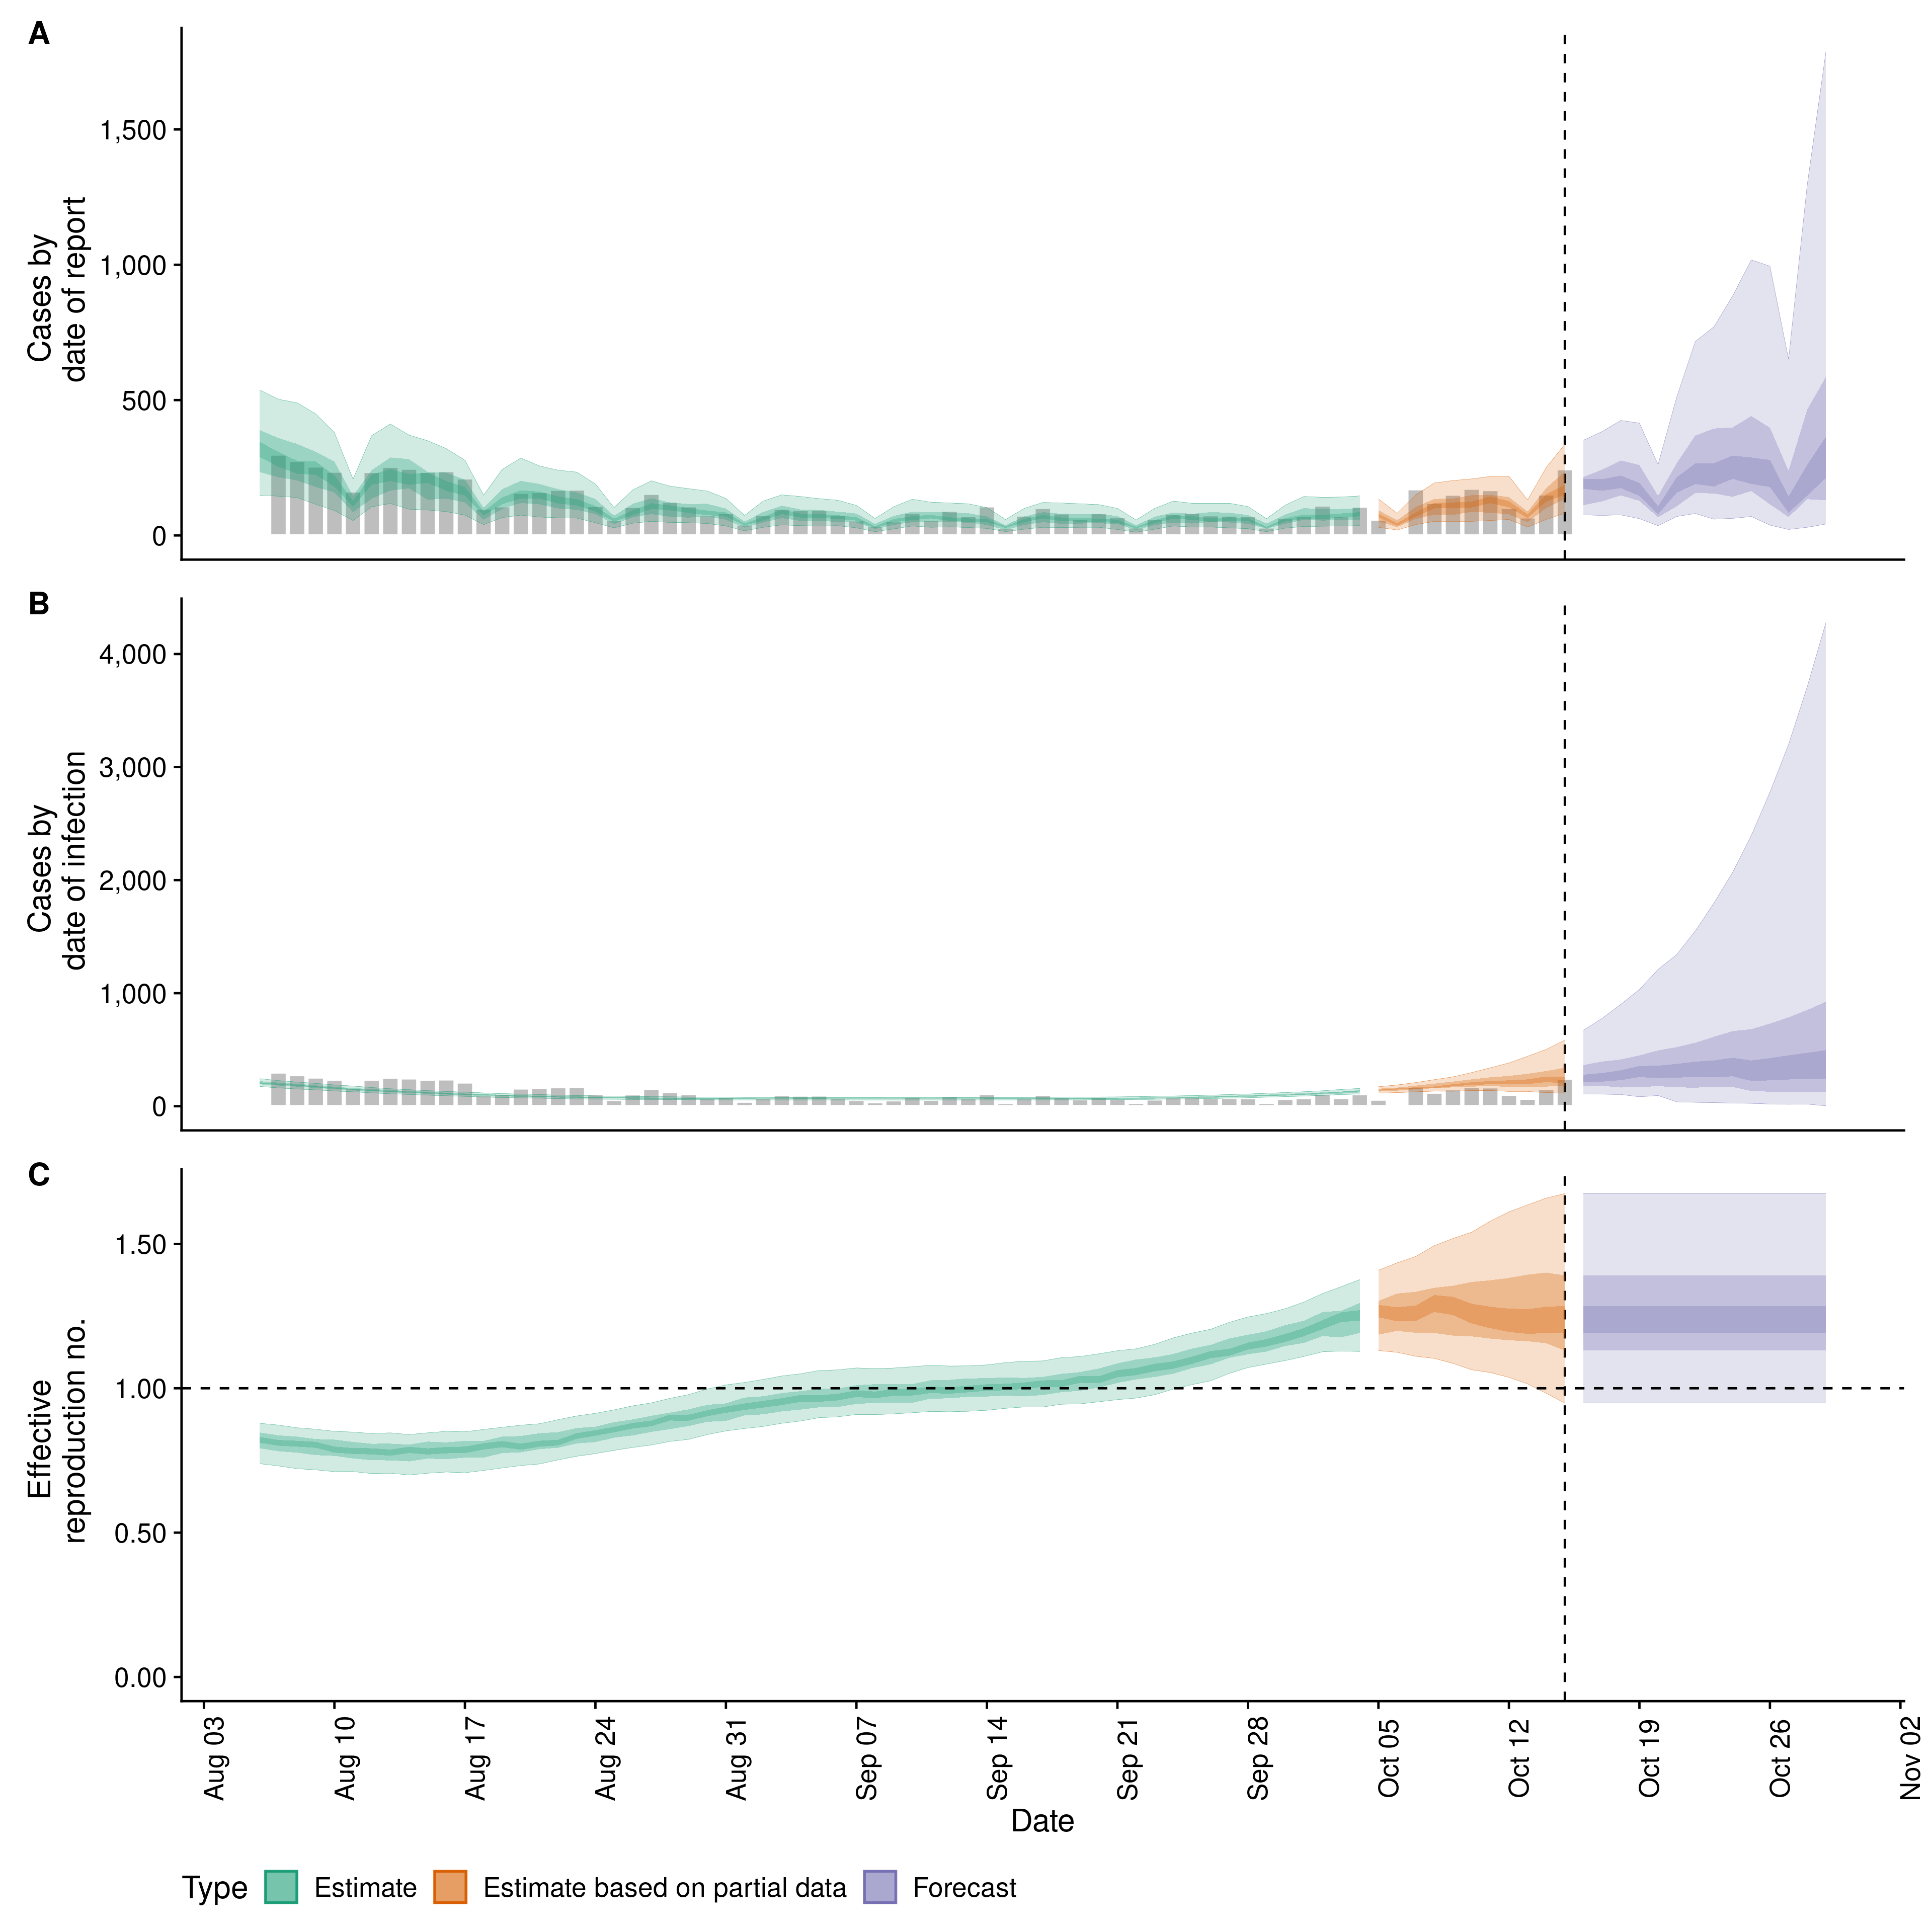 A
Cases by
date of report
1,500
1,000
500
0
B
Cases by
date of infection
4,000
3,000
2,000
1,000
0
C
Effective
reproduction no.
1.50
1.00
0.50
0.00
Aug 03
Aug 10
Aug 17
Aug 24
Aug 31
Sep 07
Sep 14
Sep 21
Sep 28
Oct 05
Oct 12
Oct 19
Oct 26
Nov 02
Date
Type Estimate Estimate based on partial data Forecast